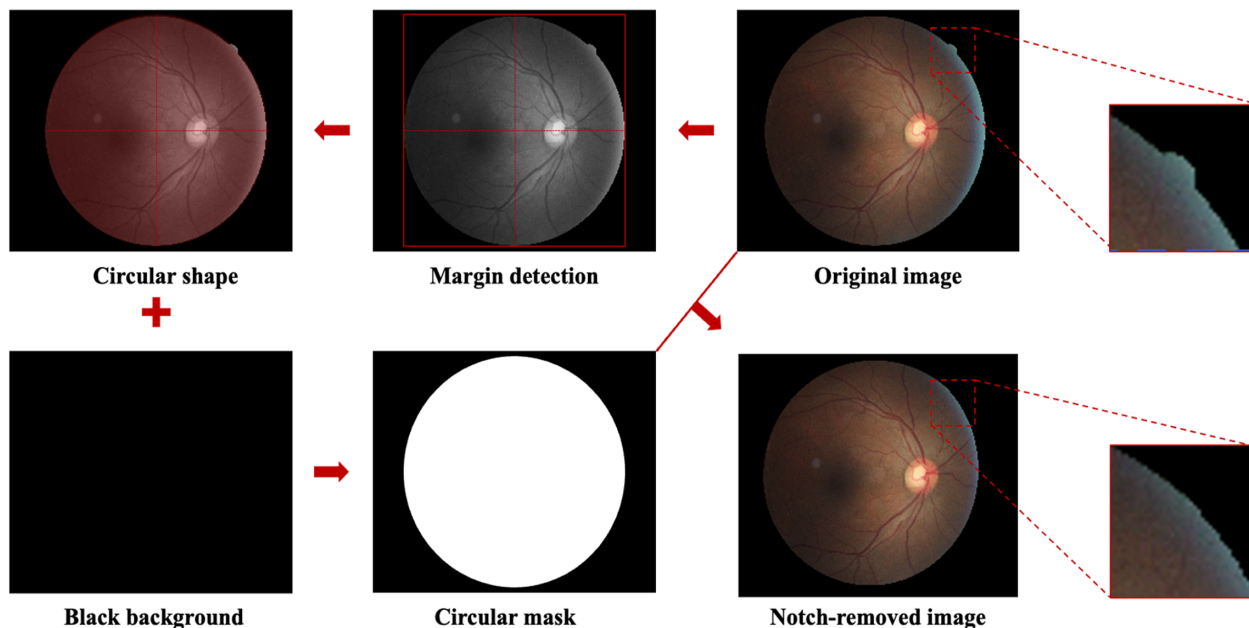 Circular shape
Margin detection
Original image
Black background
Circular mask
Notch-removed image